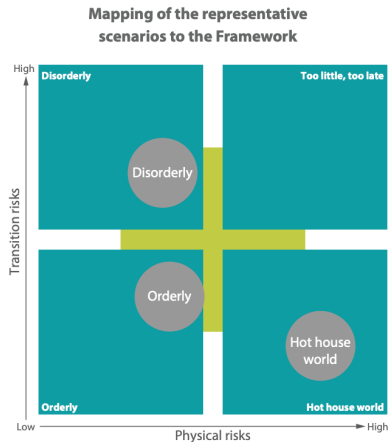 Mapping of the representative
scenarios to the Framework
High
Disorderly
Too little, too late
Disorderly
Transition risks
Orderly
Hot house
world
Orderly
Hot house world
Low
Physical risks
High